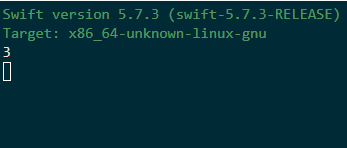 Swift version 5.7.3 (swift-5.7.3-RELEASE)
Target: x86_64-unknown-linux-gnu
3